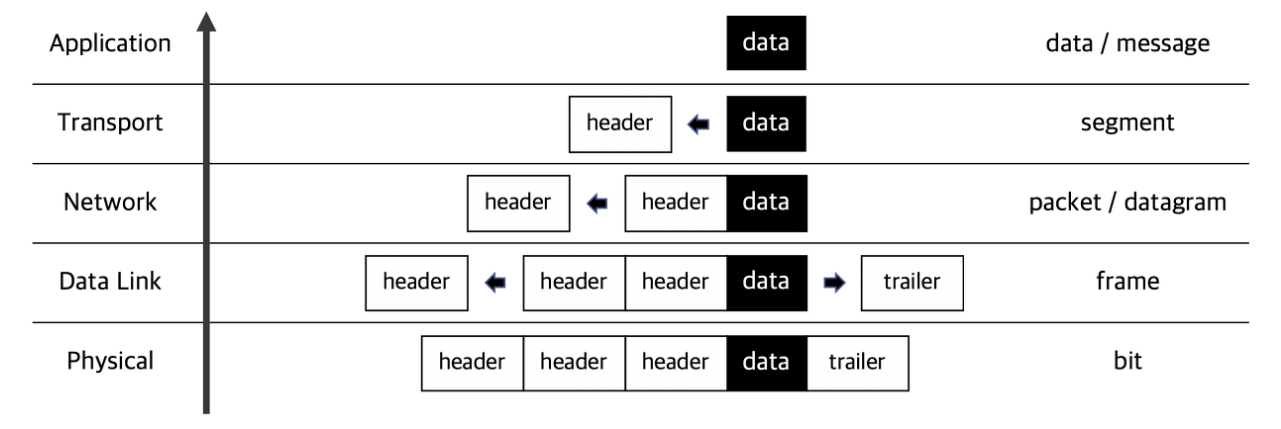 Application data data / message
Transport header data segment
Network header header data packet / datagram
Data Link header header header data trailer frame
Physical header header header data trailer bit